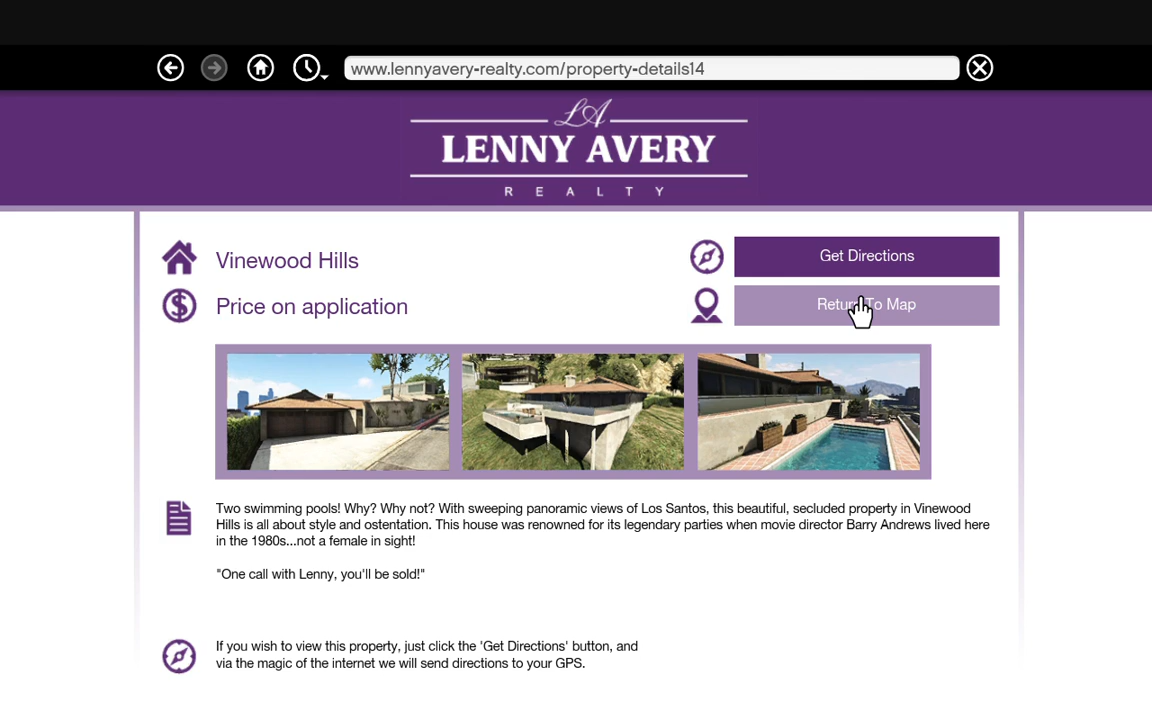 www.lennyavery-realty.com/property-details14
LA
LENNY AVERY
REALTY
Vinewood Hills
Get Directions
Price on application
Return To Map
Two swimming pools! Why? Why not? With sweeping panoramic views of Los Santos, this beautiful, secluded property in Vinewood
Hills is all about style and ostentation. This house was renowned for its legendary parties when movie director Barry Andrews lived here
in the 1980s...not a female in sight!
"One call with Lenny, you'll be sold!"
If you wish to view this property, just click the 'Get Directions' button, and
via the magic of the internet we will send directions to your GPS.